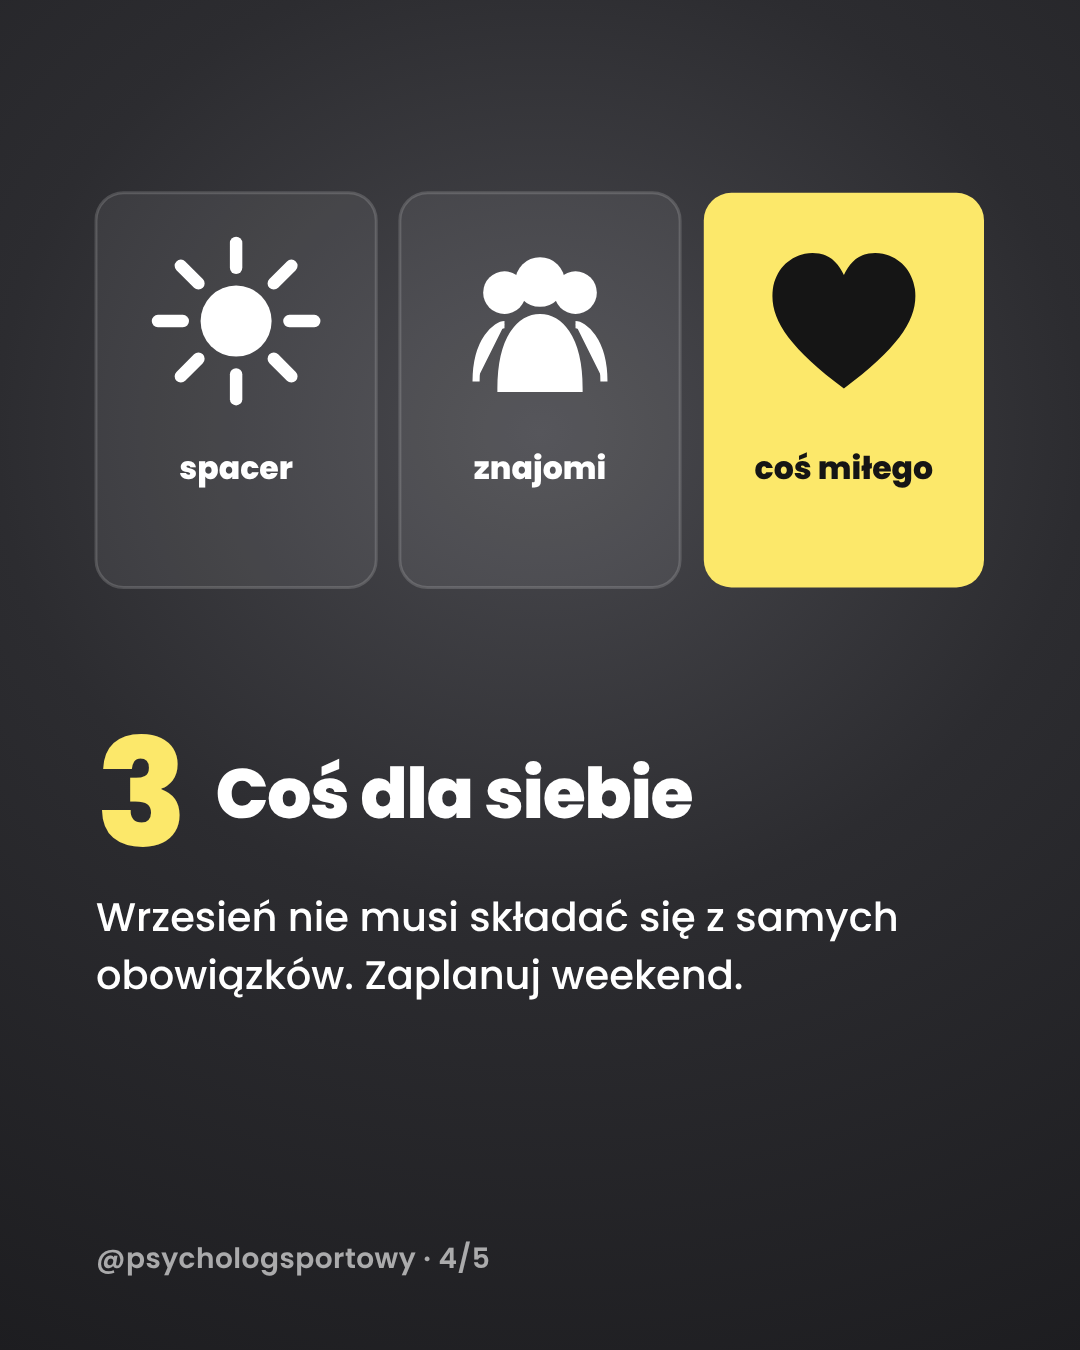 spacer
znajomi
coś miłego
3 Coś dla siebie
Wrzesień nie musi składać się z samych
obowiązków. Zaplanuj weekend.
@psychologsportowy · 4/5